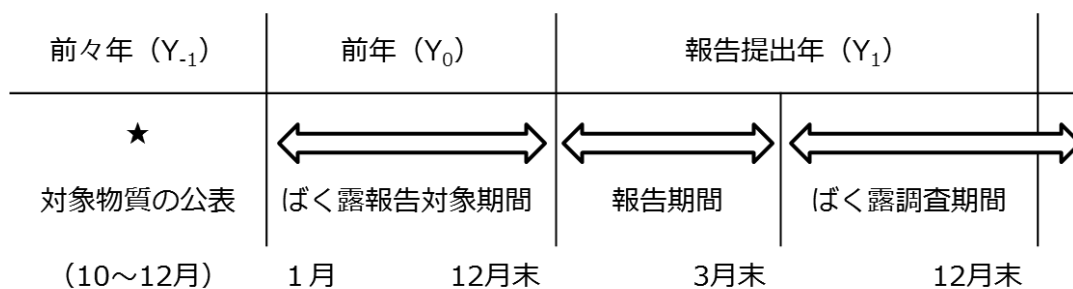 前々年（Y-1） 前年（Y0） 報告提出年（Y1）
★
対象物質の公表 ばく露報告対象期間 報告期間 ばく露調査期間
（10～12月） １月 12月末 3月末 12月末